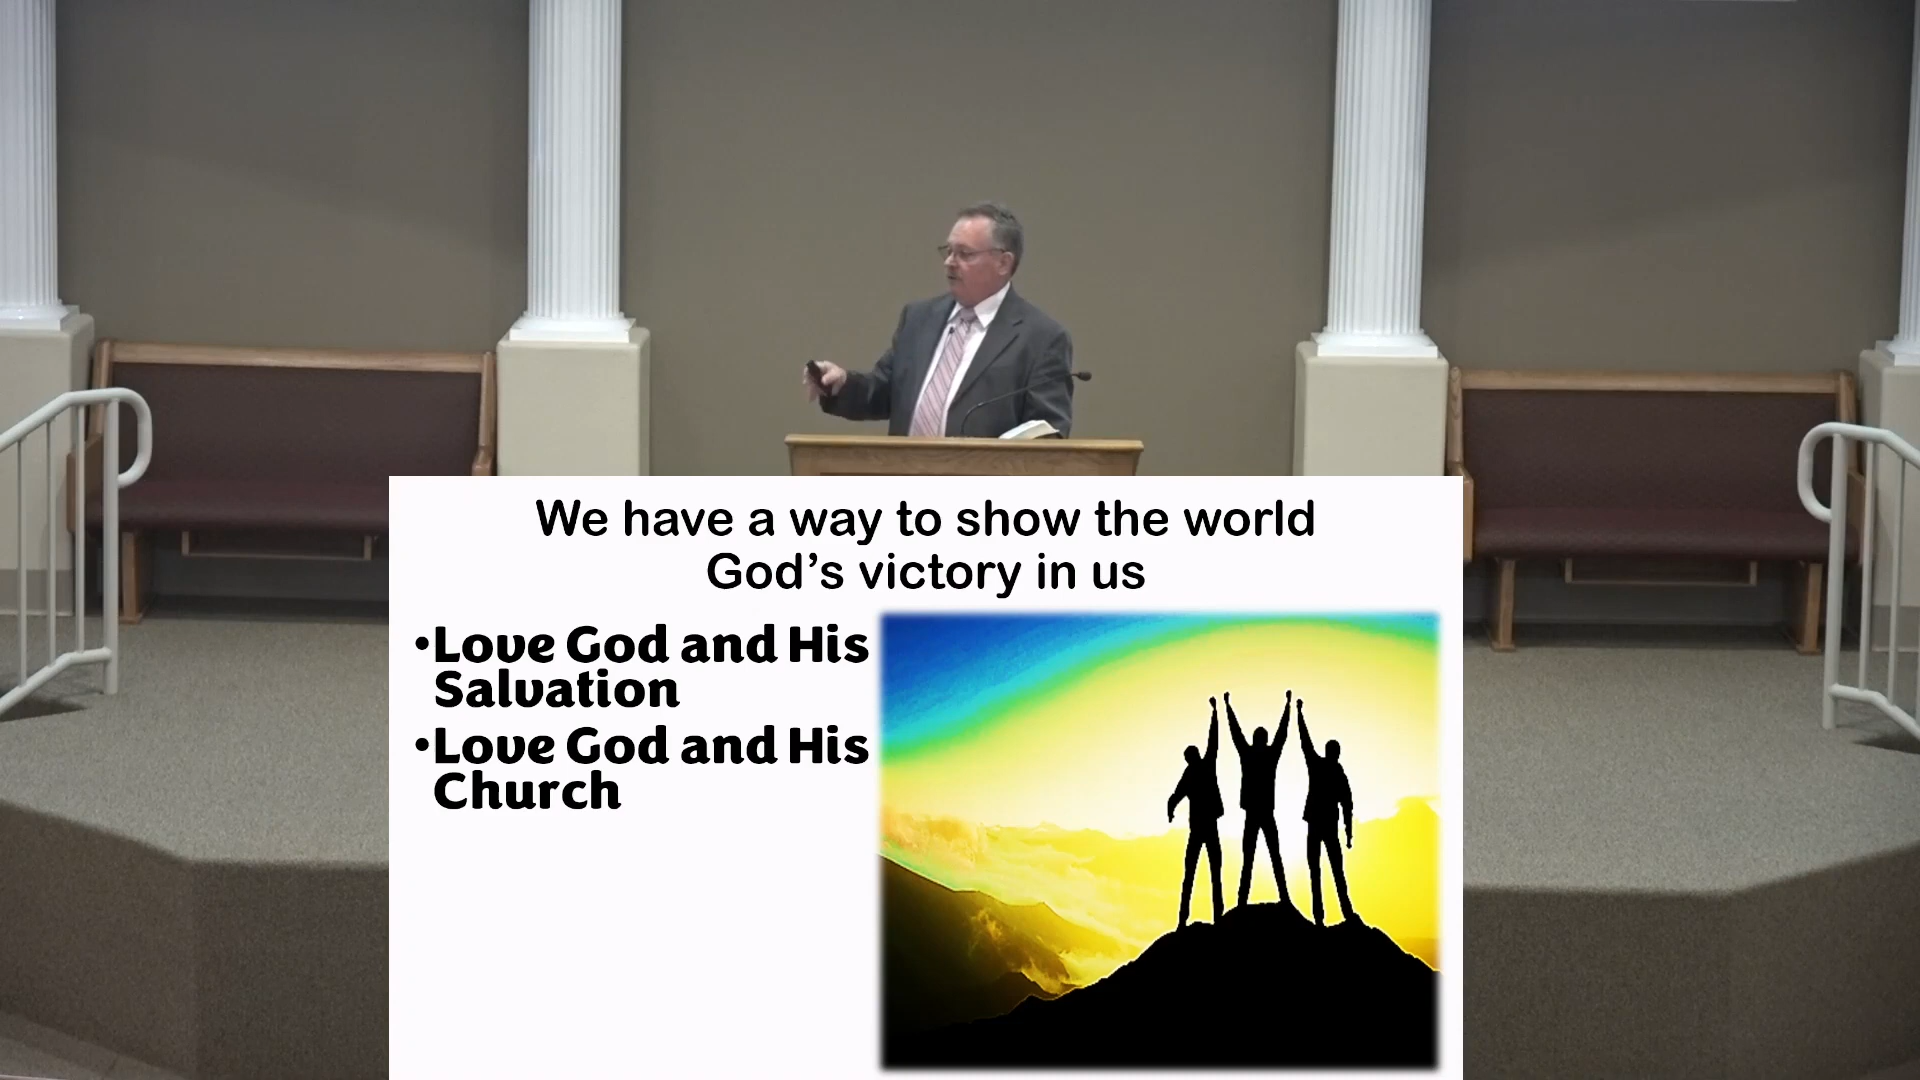 We have a way to show the world
God’s victory in us
•Love God and His
Salvation
•Love God and His
Church